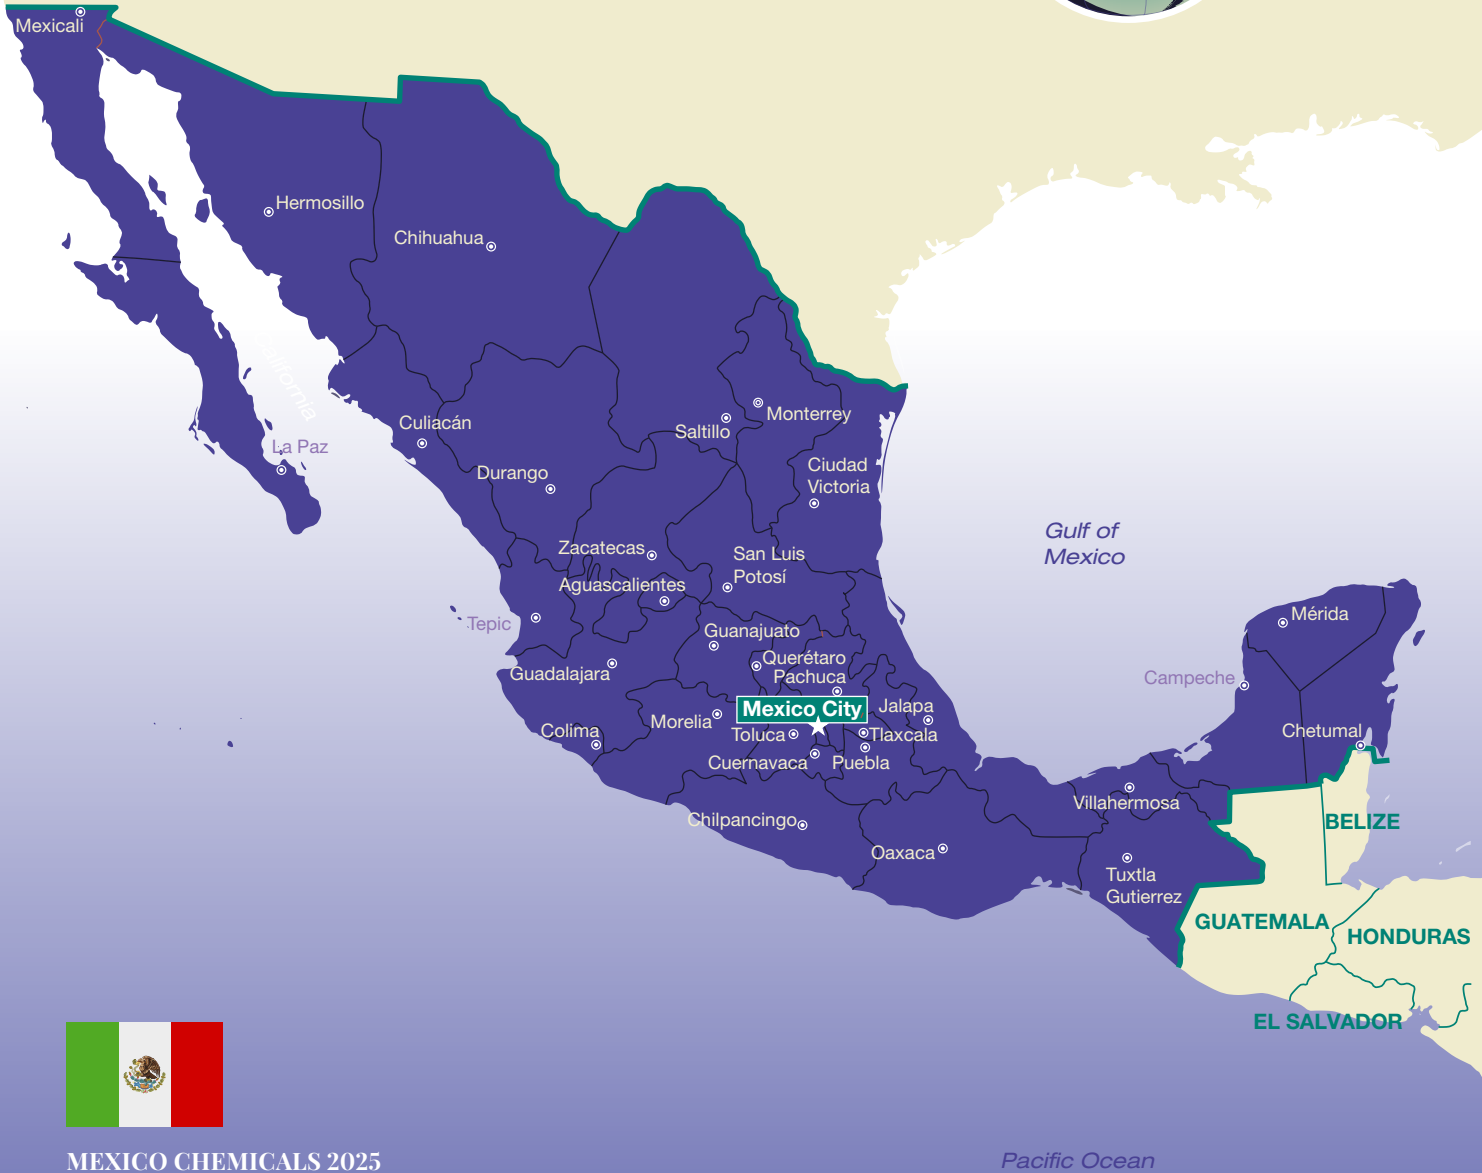 Mexicali
Hermosillo
Chihuahua
California
Culiacán
La Paz
Monterrey
Saltillo
Durango
Ciudad
Victoria
Gulf of
Mexico
Zacatecas
San Luis
Potosí
Aguascalientes
Tepic
Guanajuato
Mérida
Querétaro
Guadalajara
Pachuca
Campeche
Mexico City
Jalapa
Morelia
Colima
Toluca
Tlaxcala
Chetumal
Cuernavaca
Puebla
Villahermosa
Chilpancingo
BELIZE
Oaxaca
Tuxtla
Gutierrez
GUATEMALA
HONDURAS
EL SALVADOR
MEXICO CHEMICALS 2025
Pacific Ocean